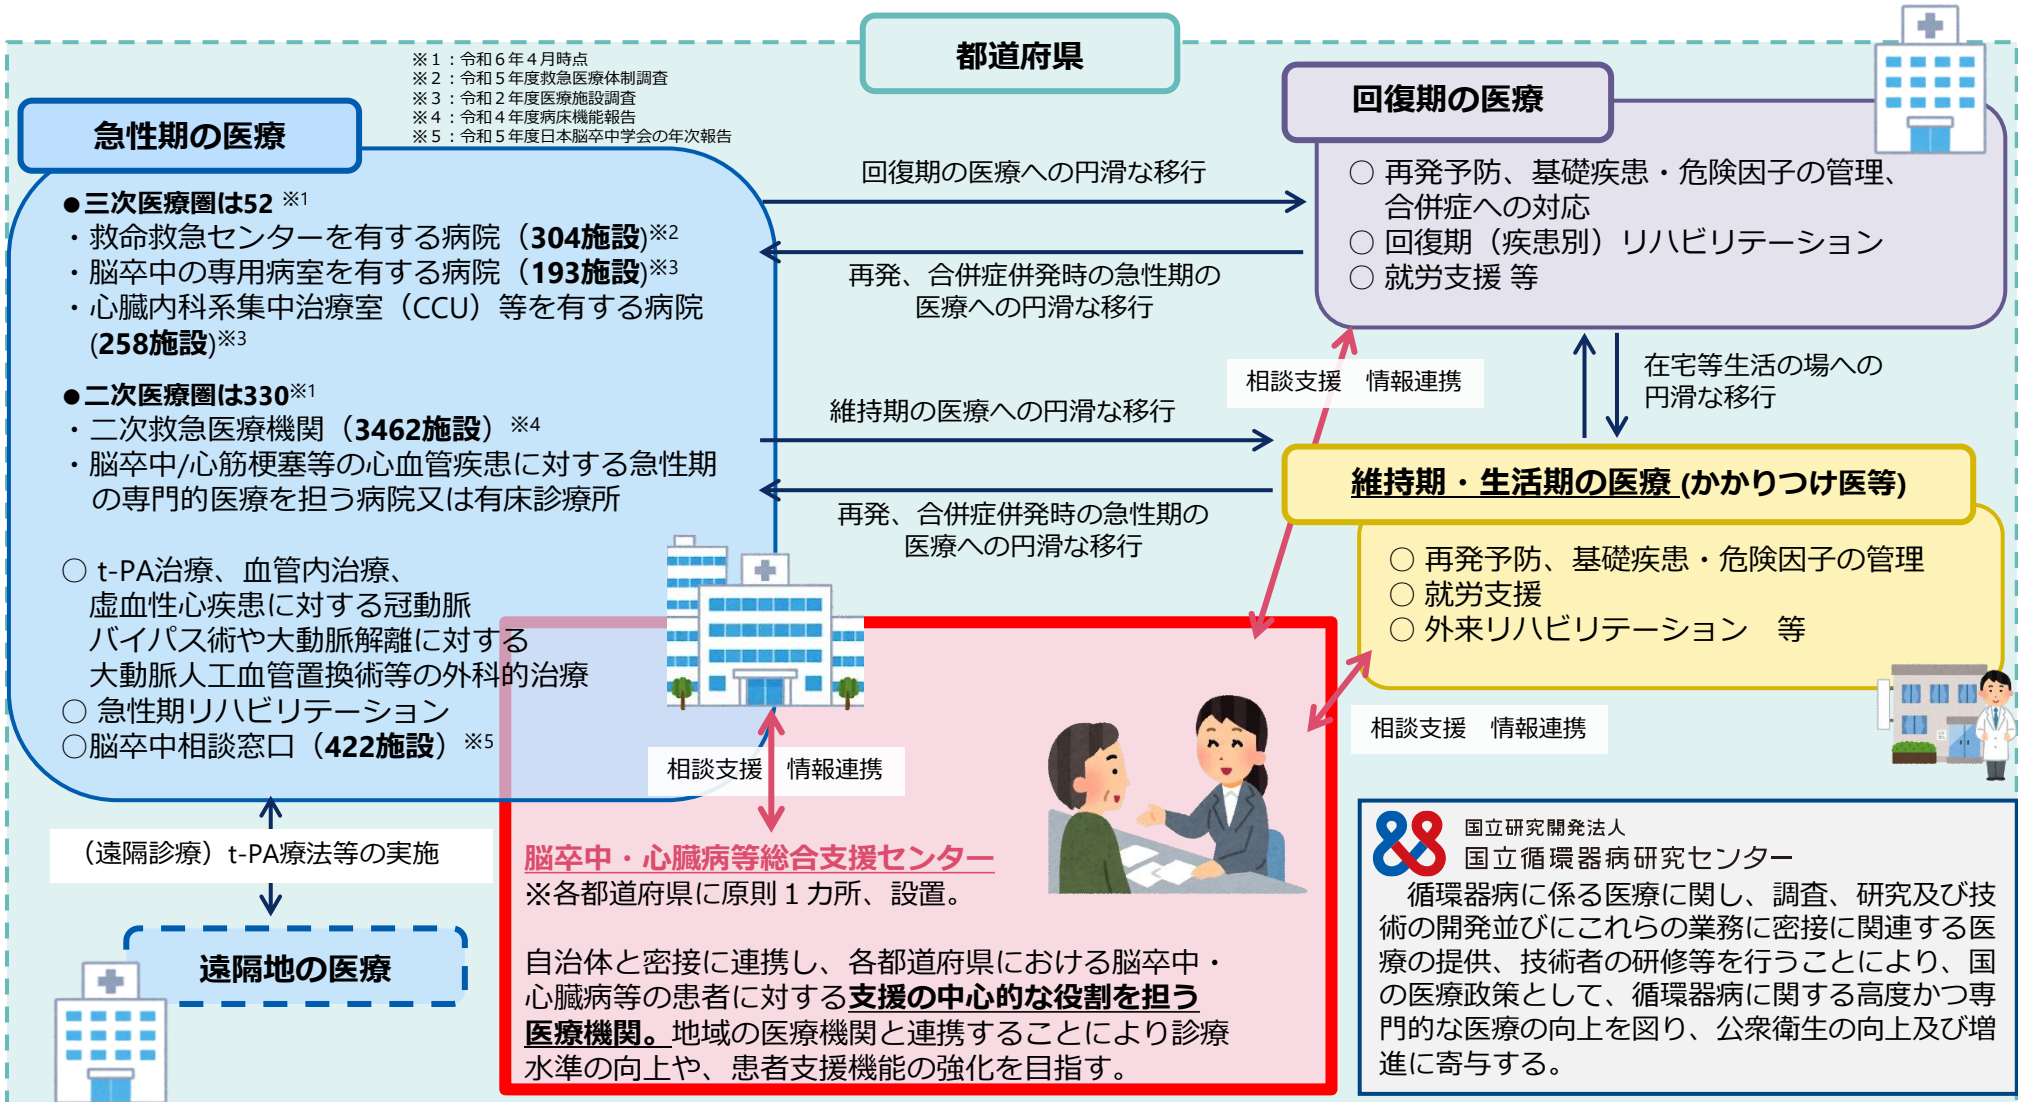 都道府県
※１：令和６年４月時点
※２：令和５年度救急医療体制調査
※３：令和２年度医療施設調査
※４：令和４年度病床機能報告
※５：令和５年度日本脳卒中学会の年次報告
急性期の医療
●三次医療圏は52 ※1
・救命救急センターを有する病院（304施設)※2
・脳卒中の専用病室を有する病院（193施設)※3
・心臓内科系集中治療室（CCU）等を有する病院
(258施設)※3
●二次医療圏は330※1
・二次救急医療機関（3462施設）※4
・脳卒中/心筋梗塞等の心血管疾患に対する急性期
の専門的医療を担う病院又は有床診療所
○ t-PA治療、血管内治療、
虚血性心疾患に対する冠動脈
バイパス術や大動脈解離に対する
大動脈人工血管置換術等の外科的治療
○ 急性期リハビリテーション
○脳卒中相談窓口（422施設）※5
回復期の医療への円滑な移行
再発、合併症併発時の急性期の
医療への円滑な移行
維持期の医療への円滑な移行
再発、合併症併発時の急性期の
医療への円滑な移行
回復期の医療
○ 再発予防、基礎疾患・危険因子の管理、
合併症への対応
○ 回復期（疾患別）リハビリテーション
○ 就労支援 等
相談支援　情報連携
在宅等生活の場への
円滑な移行
維持期・生活期の医療 (かかりつけ医等)
○ 再発予防、基礎疾患・危険因子の管理
○ 就労支援
○ 外来リハビリテーション　等
相談支援　情報連携
相談支援　情報連携
（遠隔診療）t-PA療法等の実施
遠隔地の医療
脳卒中・心臓病等総合支援センター
※各都道府県に原則１カ所、設置。
自治体と密接に連携し、各都道府県における脳卒中・
心臓病等の患者に対する支援の中心的な役割を担う
医療機関。地域の医療機関と連携することにより診療
水準の向上や、患者支援機能の強化を目指す。
国立研究開発法人
国立循環器病研究センター
循環器病に係る医療に関し、調査、研究及び技
術の開発並びにこれらの業務に密接に関連する医
療の提供、技術者の研修等を行うことにより、国
の医療政策として、循環器病に関する高度かつ専
門的な医療の向上を図り、公衆衛生の向上及び増
進に寄与する。